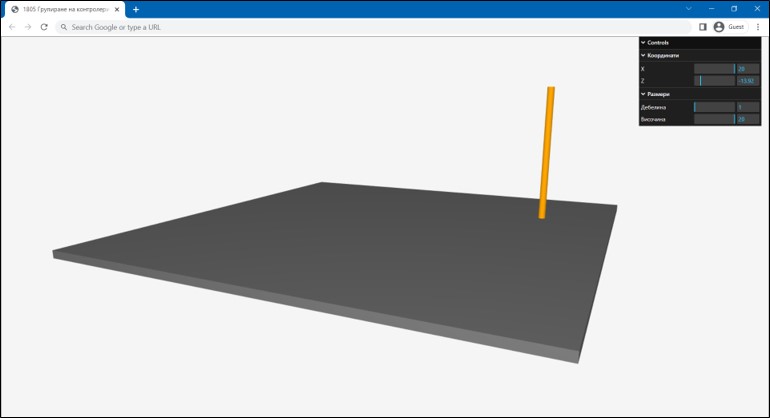 1805 Групиране на контролери
Search Google or type a URL
Guest
Controls
Координати
X 20
Z -13.92
Размери
Дебелина 1
Височина 20